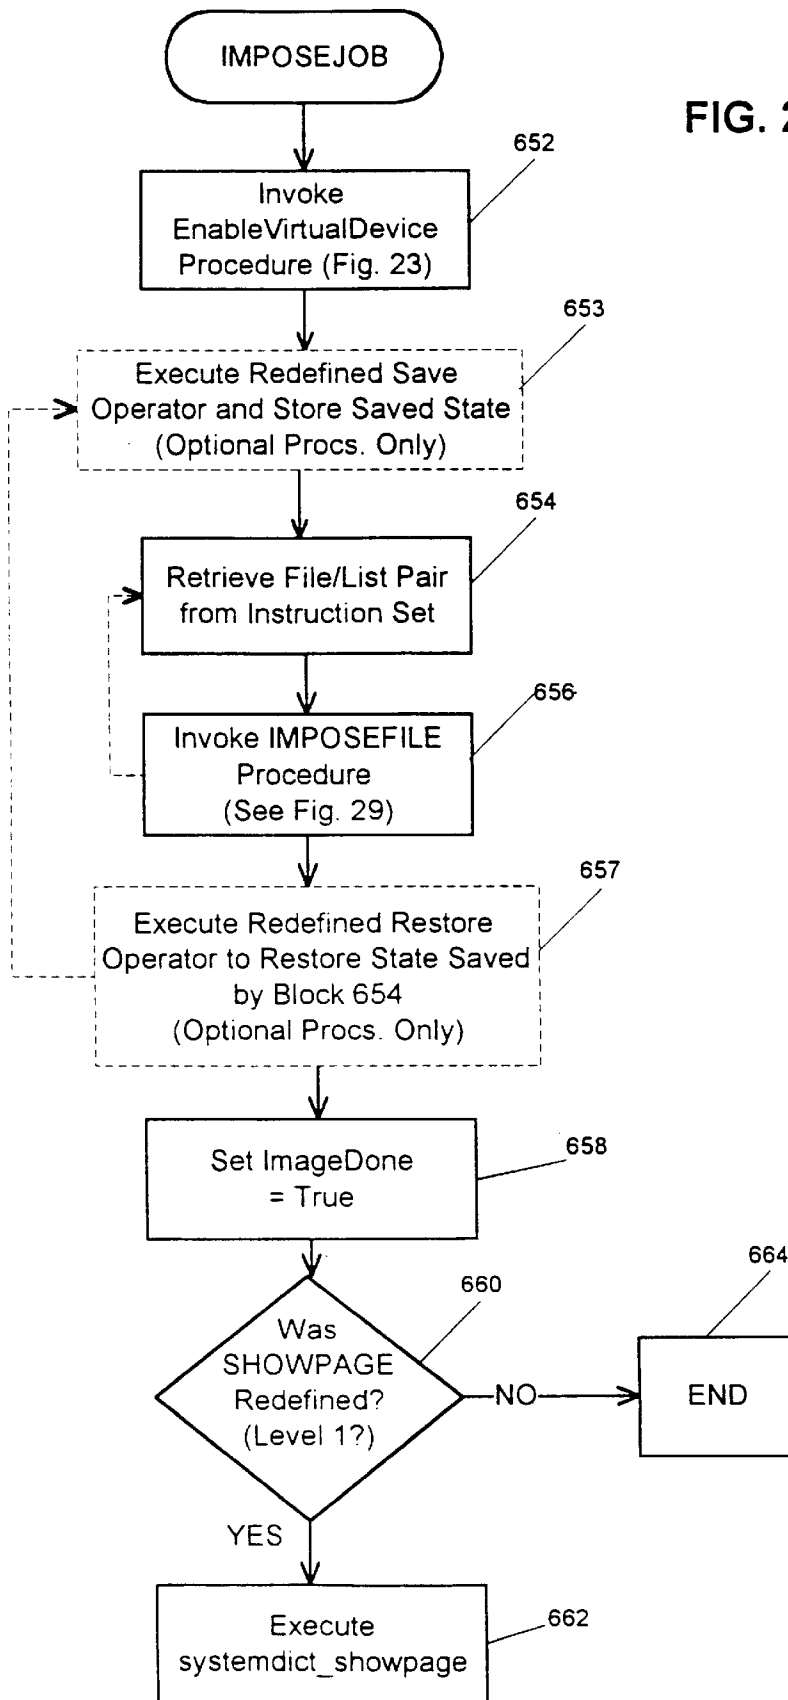 IMPOSEJOB
FIG. 2
652
Invoke
EnableVirtualDevice
Procedure (Fig. 23)
653
Execute Redefined Save
Operator and Store Saved State
(Optional Procs. Only)
654
Retrieve File/List Pair
from Instruction Set
656
Invoke IMPOSEFILE
Procedure
(See Fig. 29)
657
Execute Redefined Restore
Operator to Restore State Saved
by Block 654
(Optional Procs. Only)
658
Set ImageDone
= True
660
Was
SHOWPAGE
Redefined?
(Level 1?)
NO
664
END
YES
662
Execute
systemdict_showpage